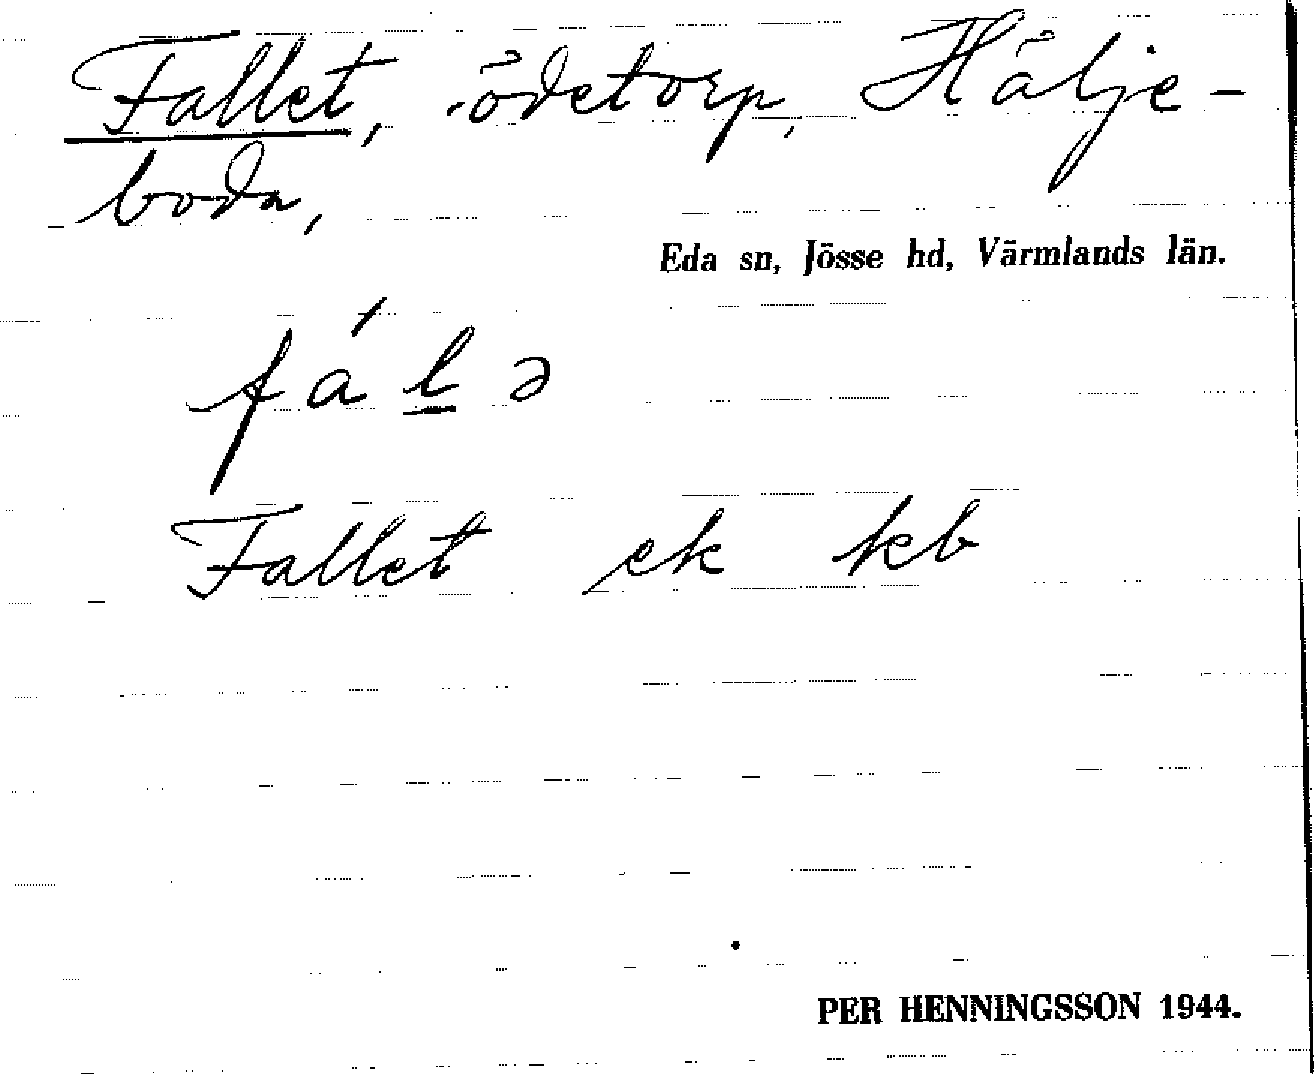 Fallet, ödetorp, Hälje-
boda,
Eda sn, Jösse hd, Värmlands län.
fál̲ə
Fallet ek kb
PER HENNINGSSON 1944.